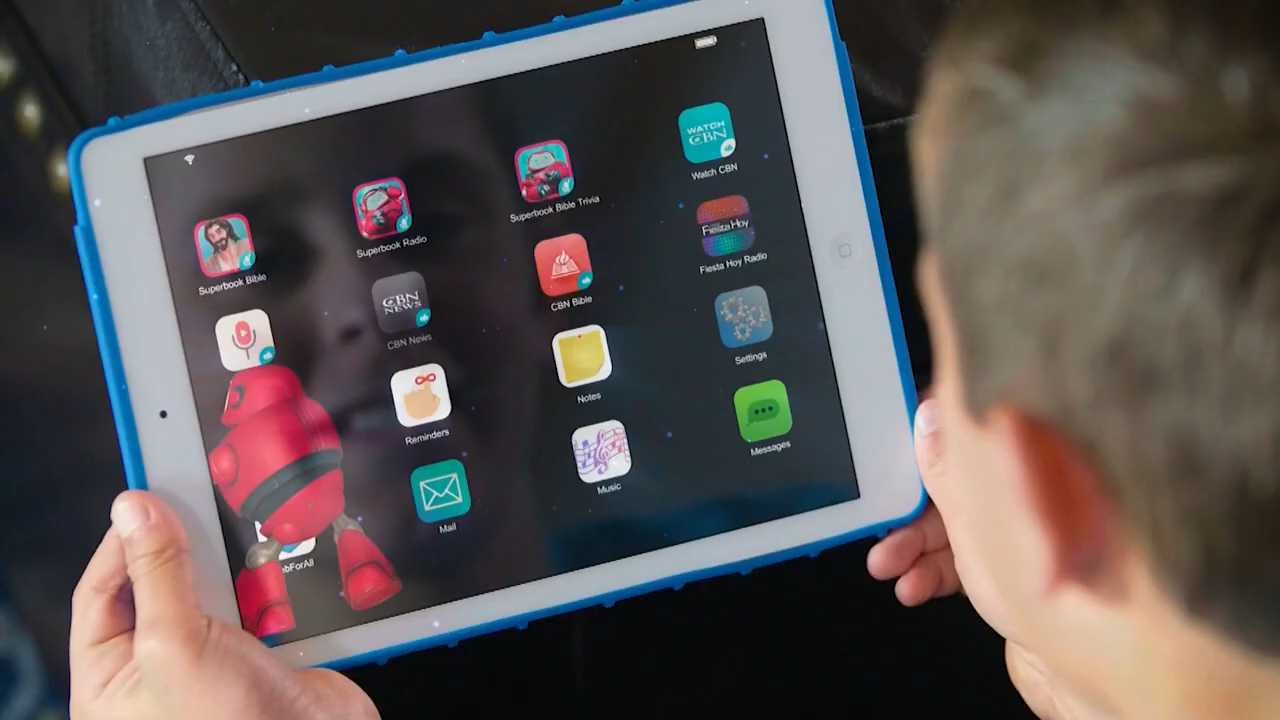 WATCH
CBN
Watch CBN
Superbook Bible Trivia
Superbook Radio
Superbook Bible
Fiesta Hoy
Fiesta Hoy Radio
CBN Bible
CBN
NEWS
CBN News
Settings
Notes
Reminders
Messages
Music
Mail
bForAll